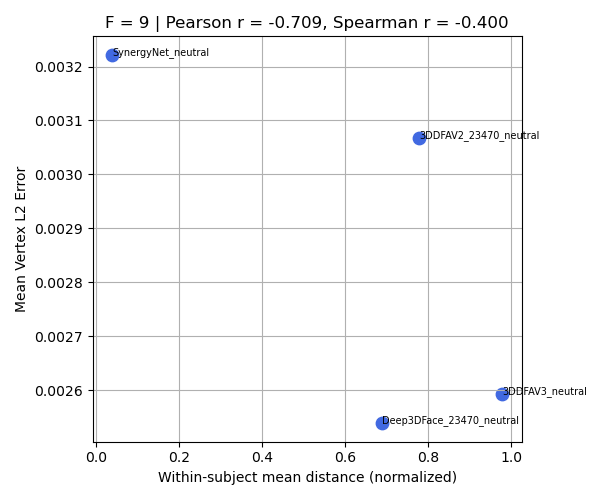 F = 9 | Pearson r = -0.709, Spearman r = -0.400
SynergyNet_neutral
3DDFAV2_23470_neutral
3DDFAV3_neutral
Deep3DFace_23470_neutral
0.0032
0.0031
0.0030
0.0029
0.0028
0.0027
0.0026
Mean Vertex L2 Error
0.0 0.2 0.4 0.6 0.8 1.0
Within-subject mean distance (normalized)